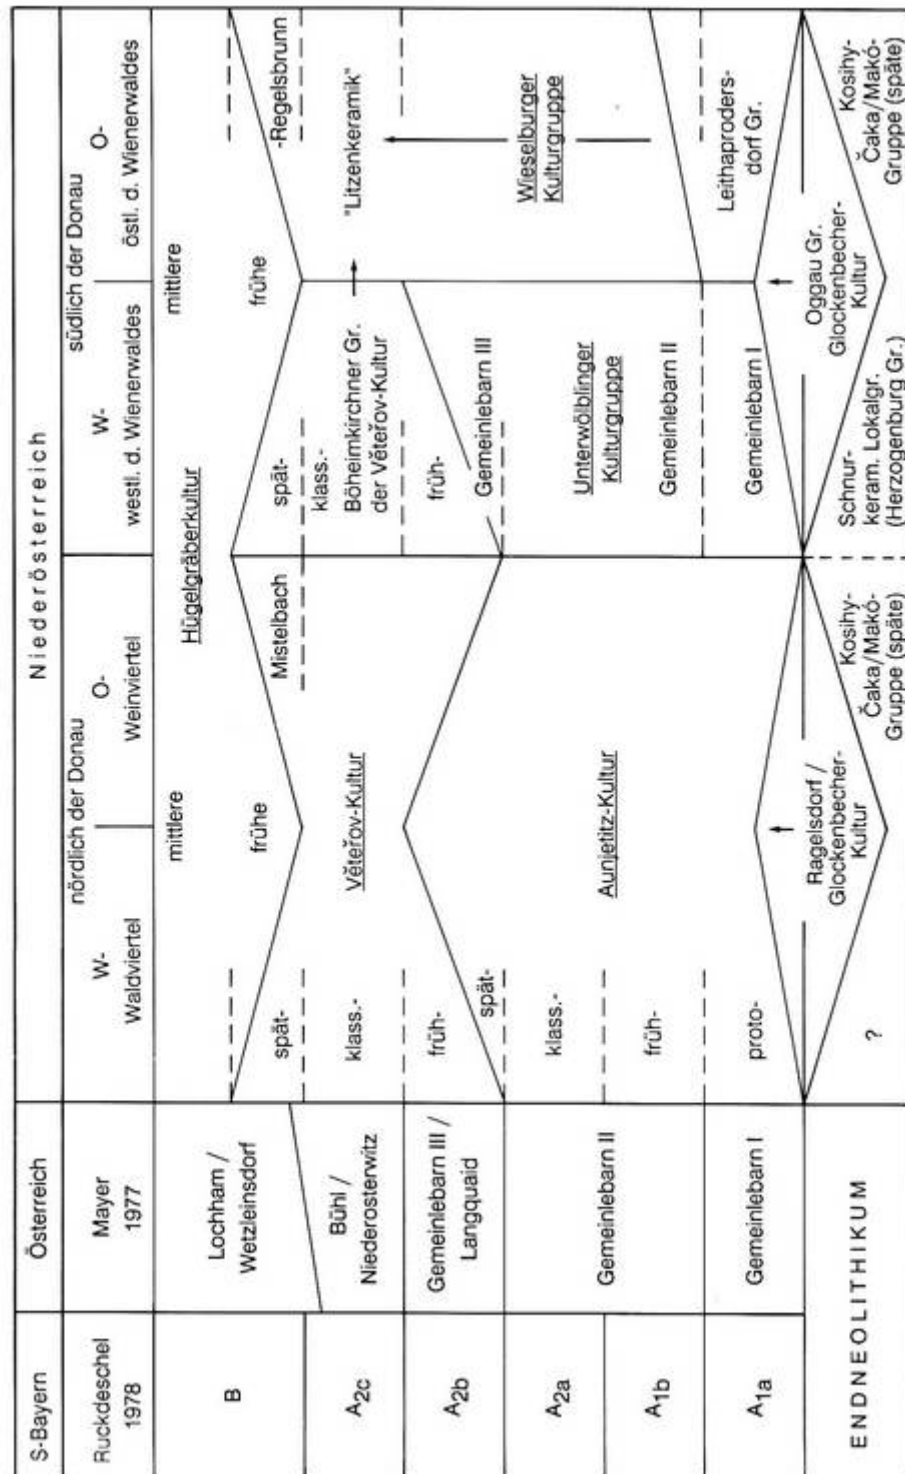 S-Bayern
Österreich
Niederösterreich
Ruckdeschel
1978
Mayer
1977
nördlich der Donau
südlich der Donau
W-
Waldviertel
O-
Weinviertel
W-
westl. d. Wienerwaldes
O-
östl. d. Wienerwaldes
B
Lochham /
Wetzleinsdorf
Hügelgräberkultur
mittlere
mittlere
frühe
frühe
spät-
Mistelbach
spät-
-Regelsbrunn
A2c
Bühl /
Niederosterwitz
klass.-
Věteřov-Kultur
klass.-
Böheimkirchner Gr.
der Věteřov-Kultur
"Litzenkeramik"
A2b
Gemeinlebarn III /
Langquaid
früh-
spät-
früh-
Gemeinlebarn III
A2a
Gemeinlebarn II
klass.-
Aunjetitz-Kultur
Unterwölblinger
Kulturgruppe
Wieselburger
Kulturgruppe
A1b
früh-
Gemeinlebarn II
A1a
Gemeinlebarn I
proto-
Gemeinlebarn I
Leithaproders-
dorf Gr.
ENDNEOLITHIKUM
?
Ragelsdorf /
Glockenbecher-
Kultur
Kosihy-
Čaka/Makó-
Gruppe (späte)
Schnur-
keram. Lokalgr.
(Herzogenburg Gr.)
Oggau Gr.
Glockenbecher-
Kultur
Kosihy-
Čaka/Makó-
Gruppe (späte)